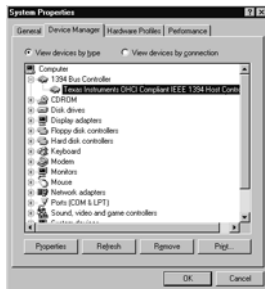 System Properties
General Device Manager Hardware Profiles Performance
View devices by type View devices by connection
Computer
1394 Bus Controller
Texas Instruments OHCI Compliant IEEE 1394 Host Contr
CDROM
Disk drives
Display adapters
Floppy disk controllers
Hard disk controllers
Keyboard
Modem
Monitors
Mouse
Network adapters
Ports (COM & LPT)
Sound, video and game controllers
Properties Refresh Remove Print...
OK Cancel